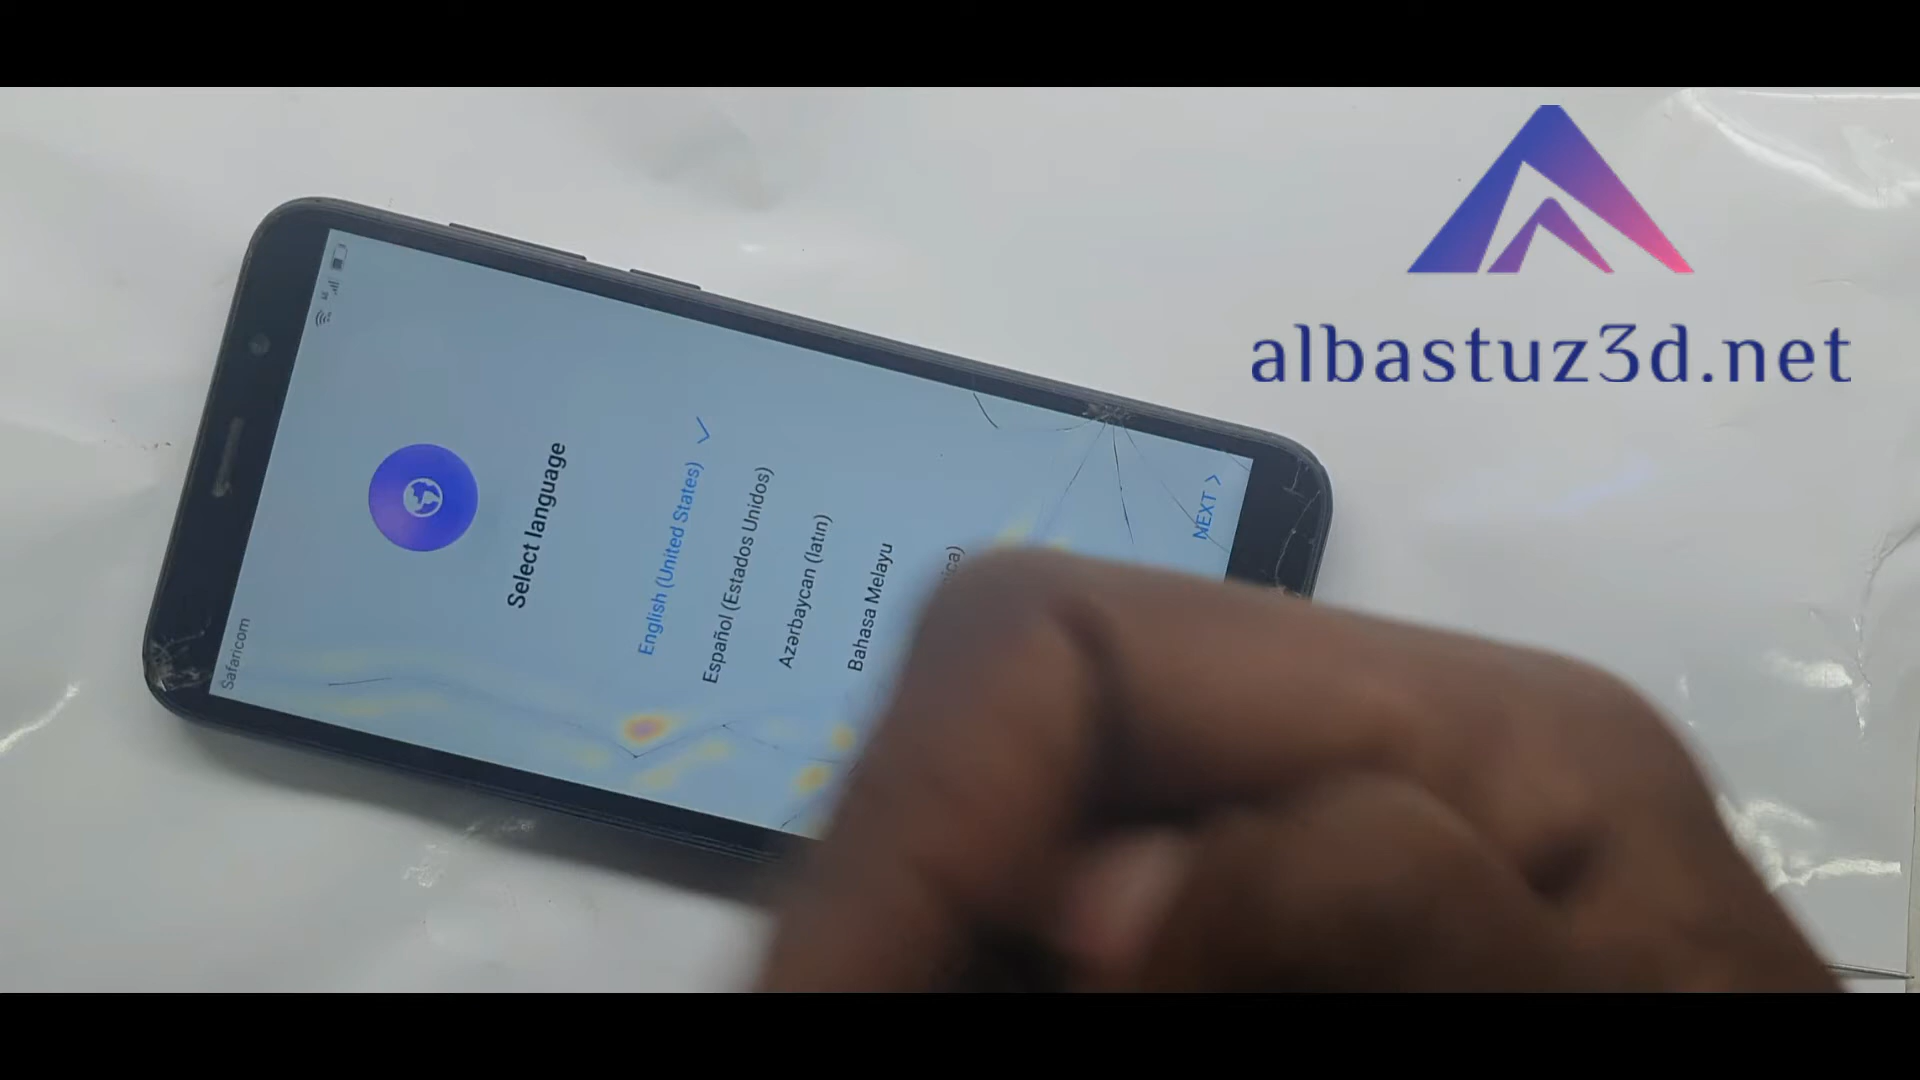 albastuz3d.net
Safaricom
Select language
English (United States)
Español (Estados Unidos)
Azərbaycan (latın)
Bahasa Melayu
NEXT